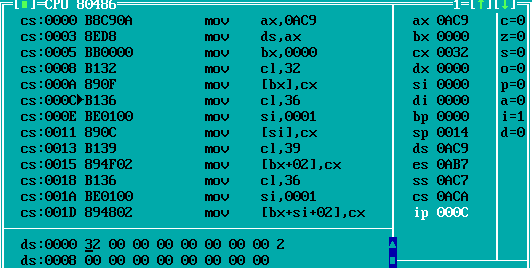 [■]=CPU 80486 1=[↑][↓]
cs:0000 B8C90A mov ax,0AC9 ax 0AC9 c=0
cs:0003 8ED8 mov ds,ax bx 0000 z=0
cs:0005 BB0000 mov bx,0000 cx 0032 s=0
cs:0008 B132 mov cl,32 dx 0000 o=0
cs:000A 890F mov [bx],cx si 0000 p=0
cs:000C►B136 mov cl,36 di 0000 a=0
cs:000E BE0100 mov si,0001 bp 0000 i=1
cs:0011 890C mov [si],cx sp 0014 d=0
cs:0013 B139 mov cl,39 ds 0AC9
cs:0015 894F02 mov [bx+02],cx es 0AB7
cs:0018 B136 mov cl,36 ss 0AC7
cs:001A BE0100 mov si,0001 cs 0ACA
cs:001D 894802 mov [bx+si+02],cx ip 000C
ds:0000 32 00 00 00 00 00 00 00 2
ds:0008 00 00 00 00 00 00 00 00